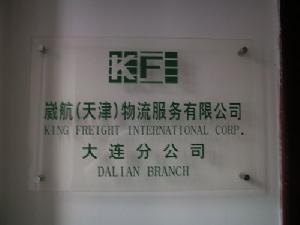 KFI
崴航(天津)物流服务有限公司
KING FREIGHT INTERNATIONAL CORP.
大连分公司
DALIAN BRANCH